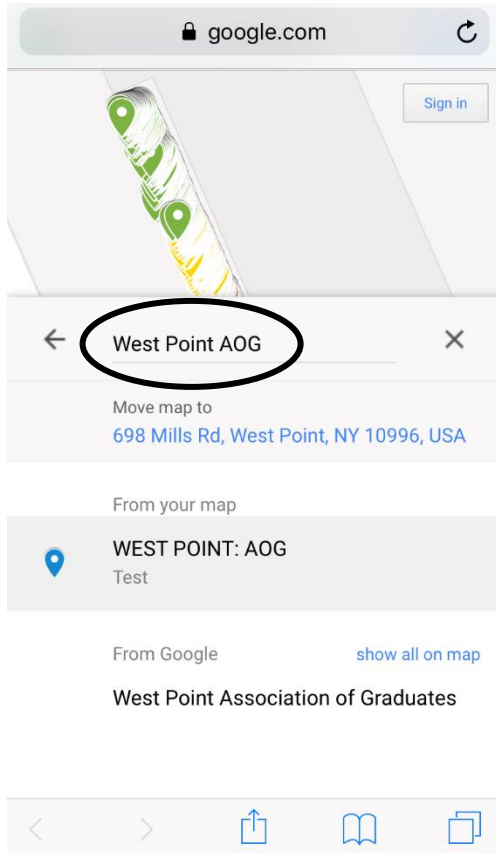 google.com
Sign in
West Point AOG
Move map to
698 Mills Rd, West Point, NY 10996, USA
From your map
WEST POINT: AOG
Test
From Google
show all on map
West Point Association of Graduates